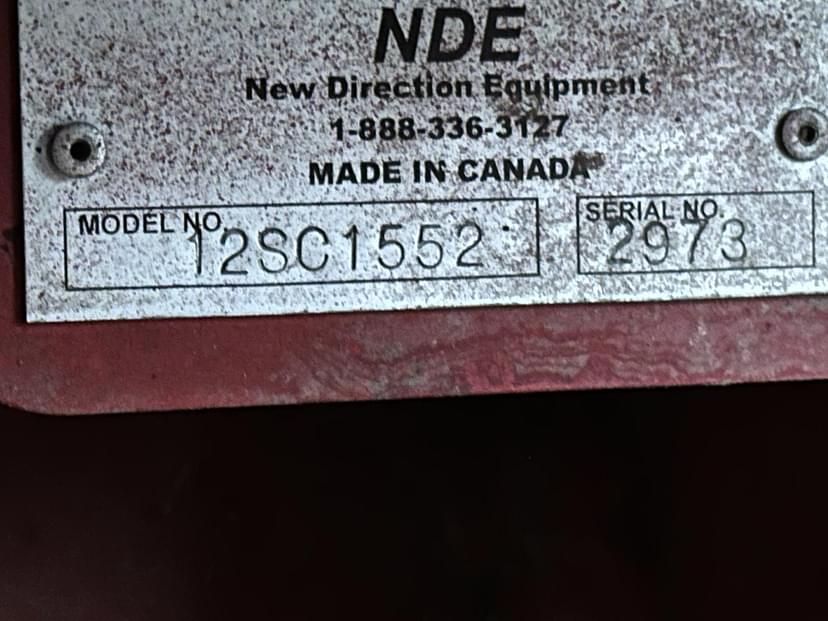 NDE
New Direction Equipment
1-888-336-3127
MADE IN CANADA
MODEL NO. 12SC1552
SERIAL NO. 2973